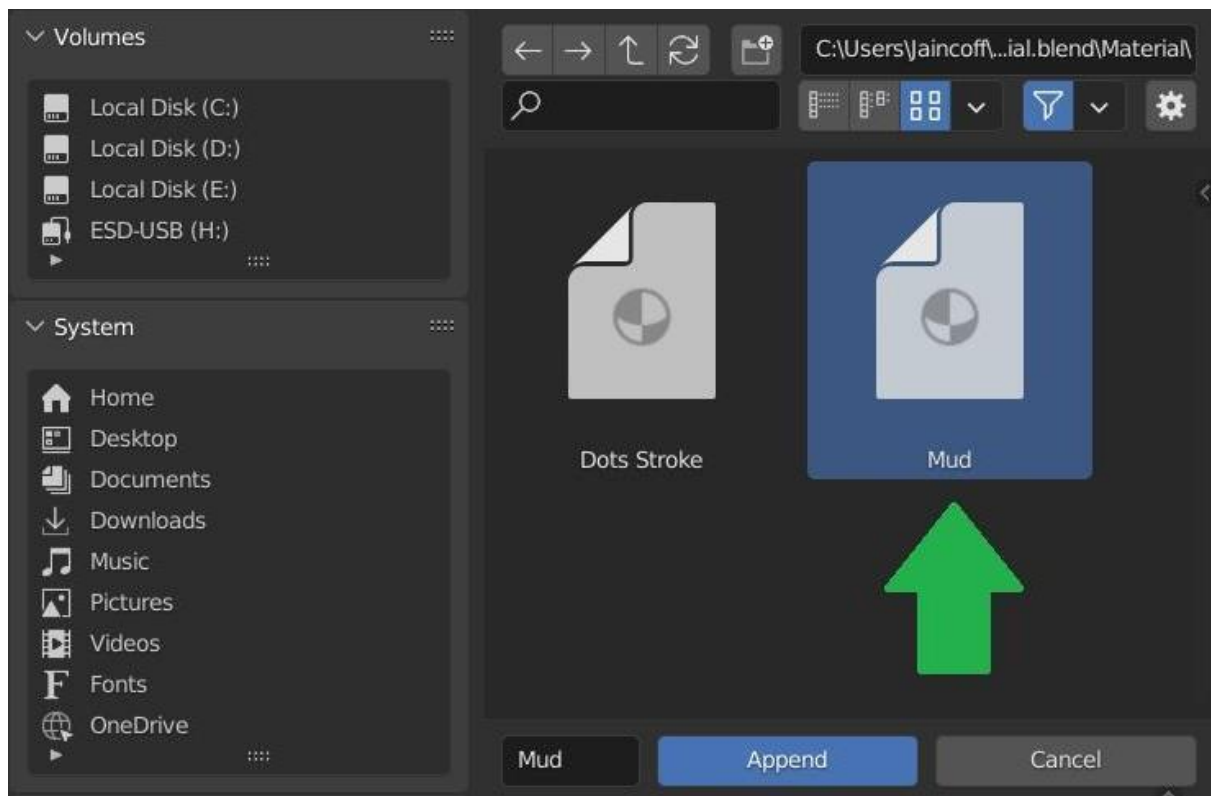 Volumes
Local Disk (C:)
Local Disk (D:)
Local Disk (E:)
ESD-USB (H:)
System
Home
Desktop
Documents
Downloads
Music
Pictures
Videos
Fonts
OneDrive
C:\Users\Jaincoff\...ial.blend\Material\
Dots Stroke
Mud
Mud
Append
Cancel